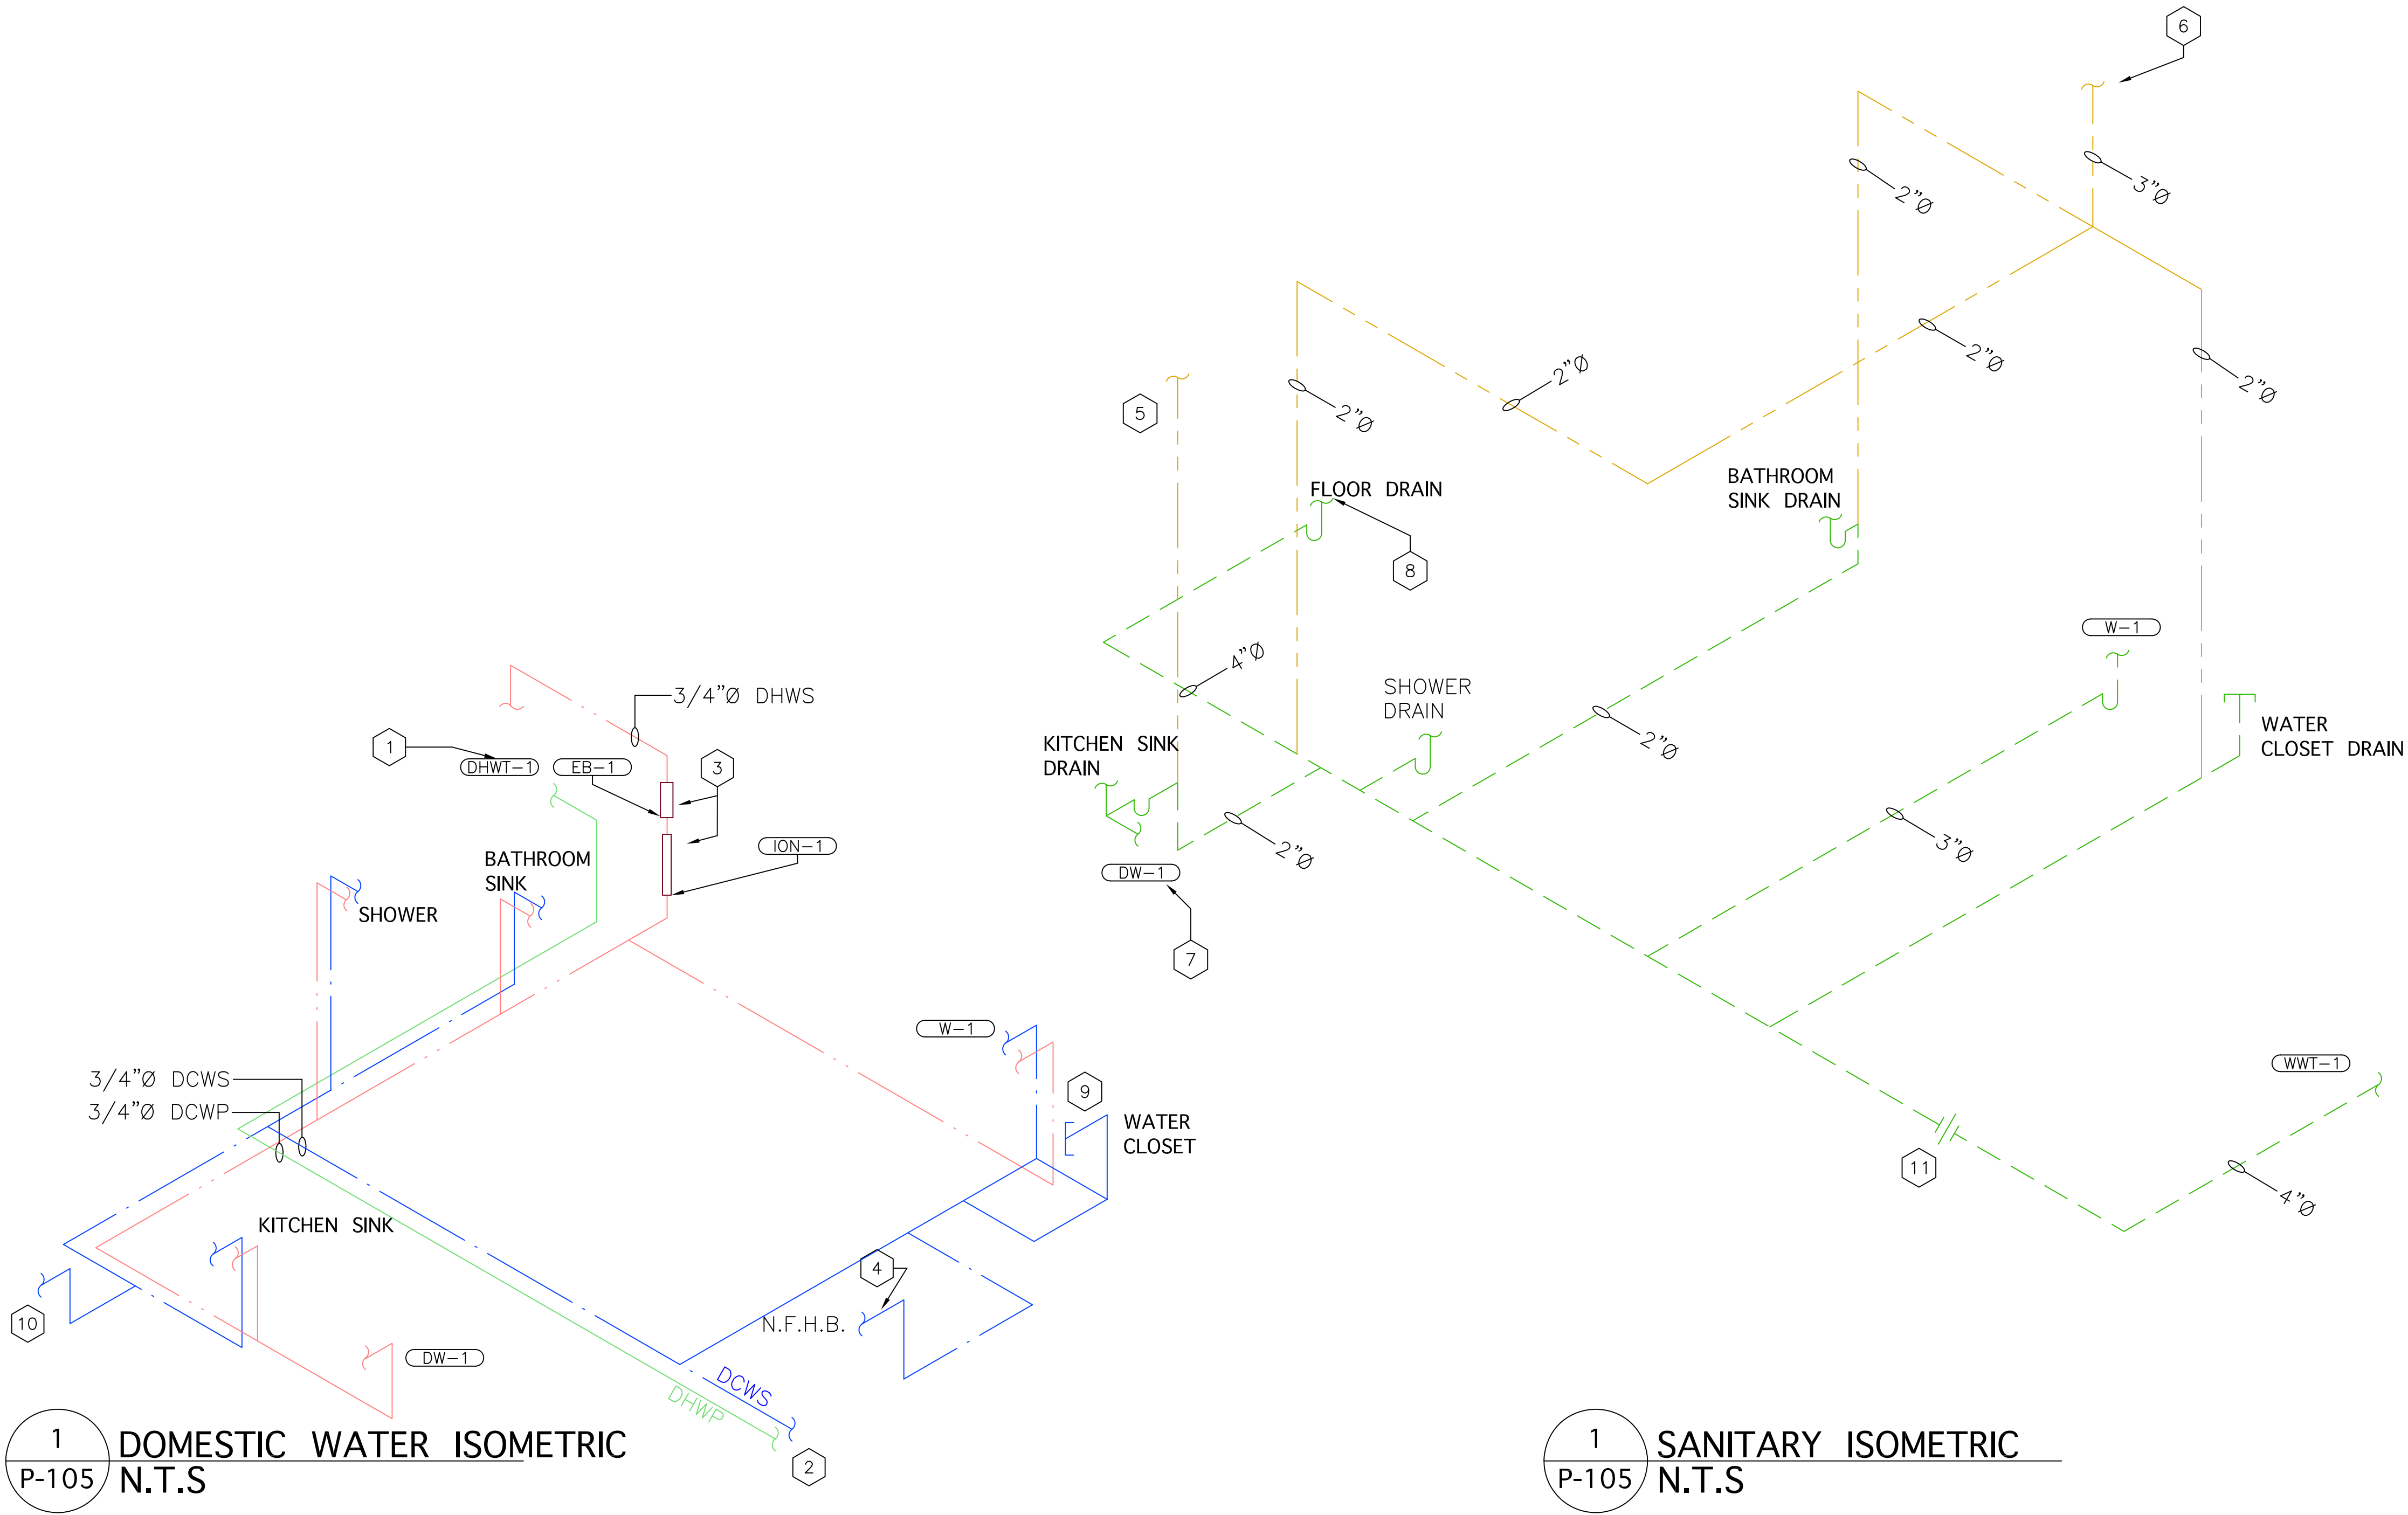 1
DHWT-1
EB-1
3/4"Ø DHWS
3
ION-1
BATHROOM
SINK
SHOWER
3/4"Ø DCWS
3/4"Ø DCWP
KITCHEN SINK
10
DW-1
W-1
9
WATER
CLOSET
4
N.F.H.B.
DCWS
DHWP
2
1
P-105
DOMESTIC WATER ISOMETRIC
N.T.S
6
3"Ø
2"Ø
2"Ø
2"Ø
2"Ø
2"Ø
5
FLOOR DRAIN
8
BATHROOM
SINK DRAIN
4"Ø
SHOWER
DRAIN
KITCHEN SINK
DRAIN
2"Ø
2"Ø
DW-1
7
W-1
WATER
CLOSET DRAIN
3"Ø
WWT-1
11
4"Ø
1
P-105
SANITARY ISOMETRIC
N.T.S